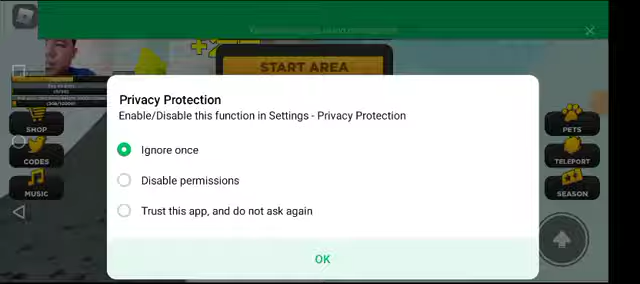 START AREA
Privacy Protection
Enable/Disable this function in Settings - Privacy Protection
Ignore once
Disable permissions
Trust this app, and do not ask again
OK
SHOP
CODES
MUSIC
PETS
TELEPORT
SEASON